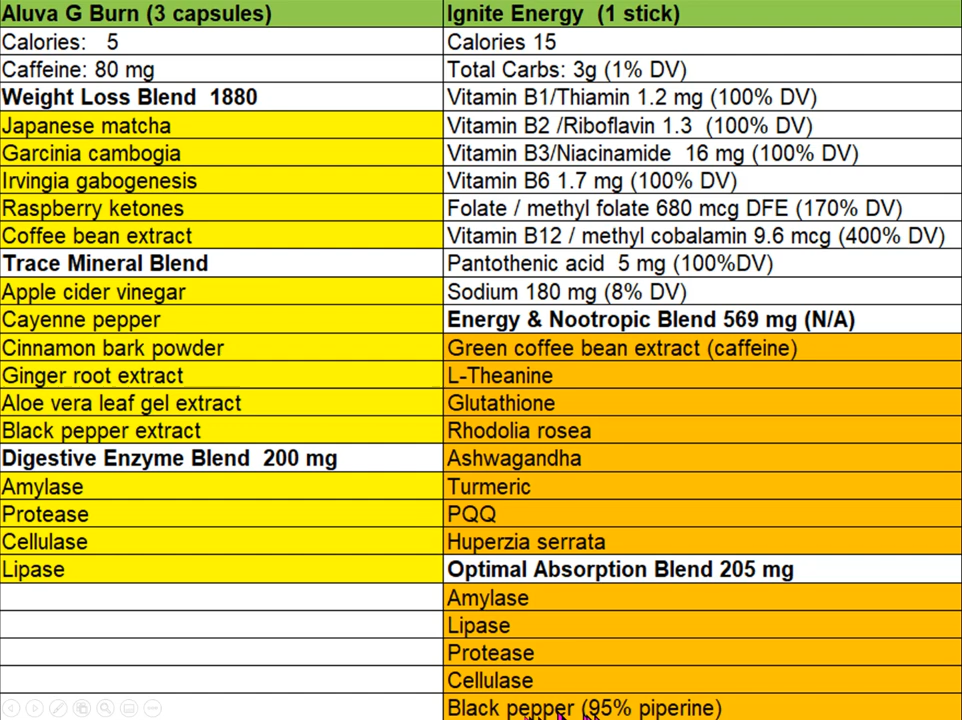 Aluva G Burn (3 capsules)
Calories:   5
Caffeine: 80 mg
Weight Loss Blend  1880
Japanese matcha
Garcinia cambogia
Irvingia gabogenesis
Raspberry ketones
Coffee bean extract
Trace Mineral Blend
Apple cider vinegar
Cayenne pepper
Cinnamon bark powder
Ginger root extract
Aloe vera leaf gel extract
Black pepper extract
Digestive Enzyme Blend  200 mg
Amylase
Protease
Cellulase
Lipase
Ignite Energy  (1 stick)
Calories 15
Total Carbs: 3g (1% DV)
Vitamin B1/Thiamin 1.2 mg (100% DV)
Vitamin B2 /Riboflavin 1.3  (100% DV)
Vitamin B3/Niacinamide  16 mg (100% DV)
Vitamin B6 1.7 mg (100% DV)
Folate / methyl folate 680 mcg DFE (170% DV)
Vitamin B12 / methyl cobalamin 9.6 mcg (400% DV)
Pantothenic acid  5 mg (100%DV)
Sodium 180 mg (8% DV)
Energy & Nootropic Blend 569 mg (N/A)
Green coffee bean extract (caffeine)
L-Theanine
Glutathione
Rhodolia rosea
Ashwagandha
Turmeric
PQQ
Huperzia serrata
Optimal Absorption Blend 205 mg
Amylase
Lipase
Protease
Cellulase
Black pepper (95% piperine)